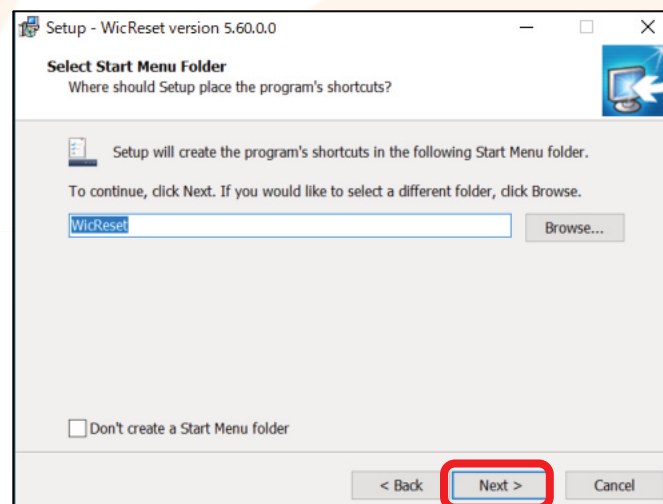 Setup - WicReset version 5.60.0.0
Select Start Menu Folder
Where should Setup place the program's shortcuts?
Setup will create the program's shortcuts in the following Start Menu folder.
To continue, click Next. If you would like to select a different folder, click Browse.
WicReset
Browse...
Don't create a Start Menu folder
< Back
Next >
Cancel